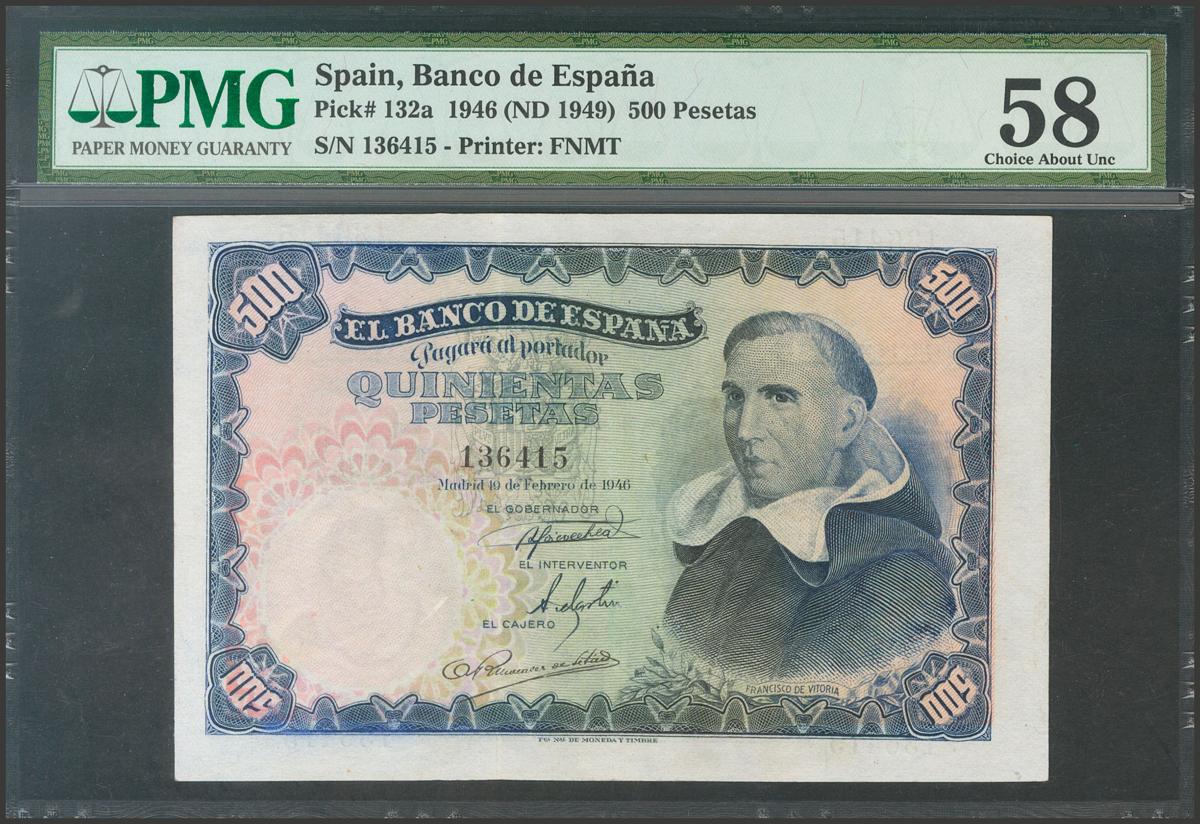 PMG
PAPER MONEY GUARANTY
Spain, Banco de España
Pick# 132a 1946 (ND 1949) 500 Pesetas
S/N 136415 - Printer: FNMT
58
Choice About Unc
500
500
EL BANCO DE ESPAÑA
Pagará al portador
QUINIENTAS
PESETAS
136415
Madrid 19 de Febrero de 1946
EL GOBERNADOR
EL INTERVENTOR
EL CAJERO
FRANCISCO DE VITORIA
500
500
FCA. NAL. DE MONEDA Y TIMBRE